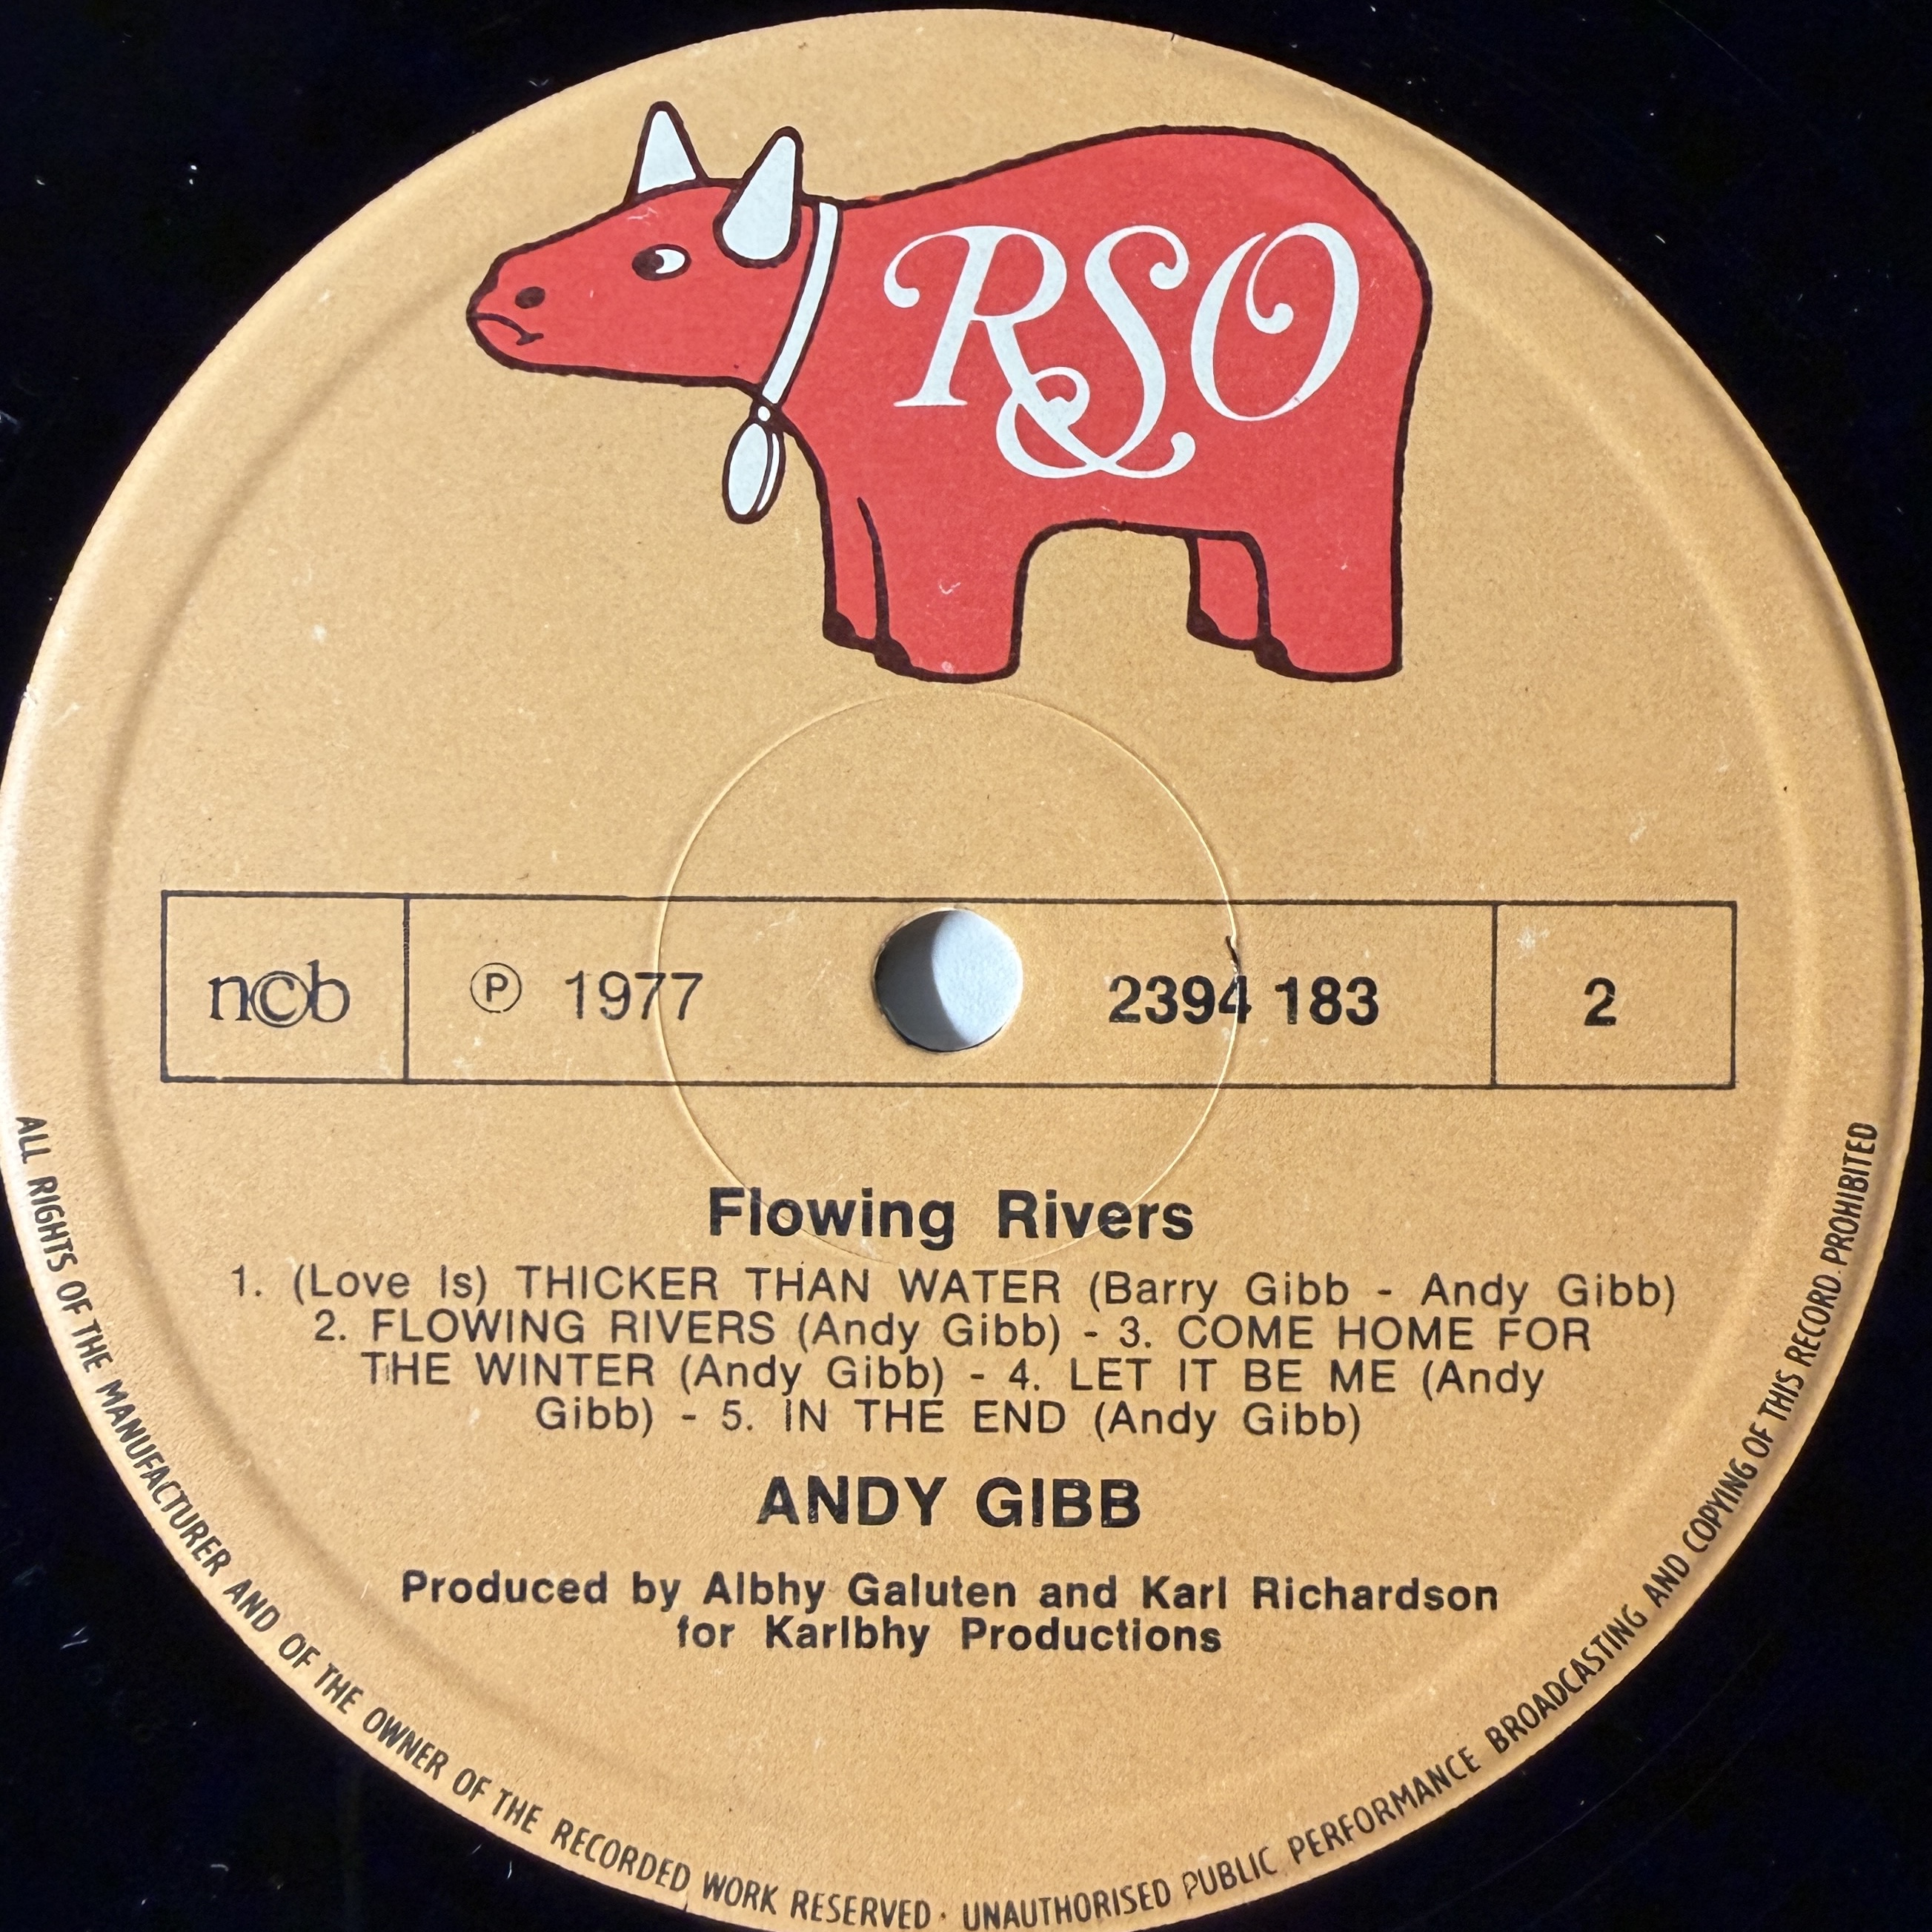 RSO
ncb
℗ 1977
2394 183
2
Flowing Rivers
1. (Love Is) THICKER THAN WATER (Barry Gibb - Andy Gibb)
2. FLOWING RIVERS (Andy Gibb) - 3. COME HOME FOR
THE WINTER (Andy Gibb) - 4. LET IT BE ME (Andy
Gibb) - 5. IN THE END (Andy Gibb)
ANDY GIBB
Produced by Albhy Galuten and Karl Richardson
for Karlbhy Productions
ALL RIGHTS OF THE MANUFACTURER AND OF THE OWNER OF THE RECORDED WORK RESERVED · UNAUTHORISED PUBLIC PERFORMANCE BROADCASTING AND COPYING OF THIS RECORD PROHIBITED